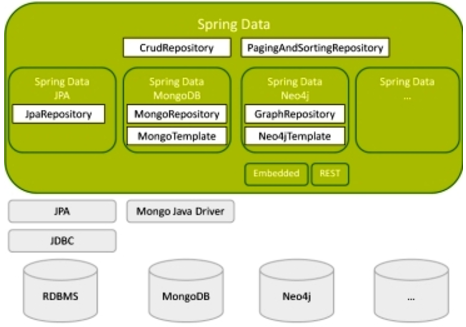 Spring Data
CrudRepository PagingAndSortingRepository
Spring Data Spring Data Spring Data Spring Data
JPA MongoDB Neo4j ...
JpaRepository MongoRepository GraphRepository
MongoTemplate Neo4jTemplate
Embedded REST
JPA Mongo Java Driver
JDBC
RDBMS MongoDB Neo4j ...